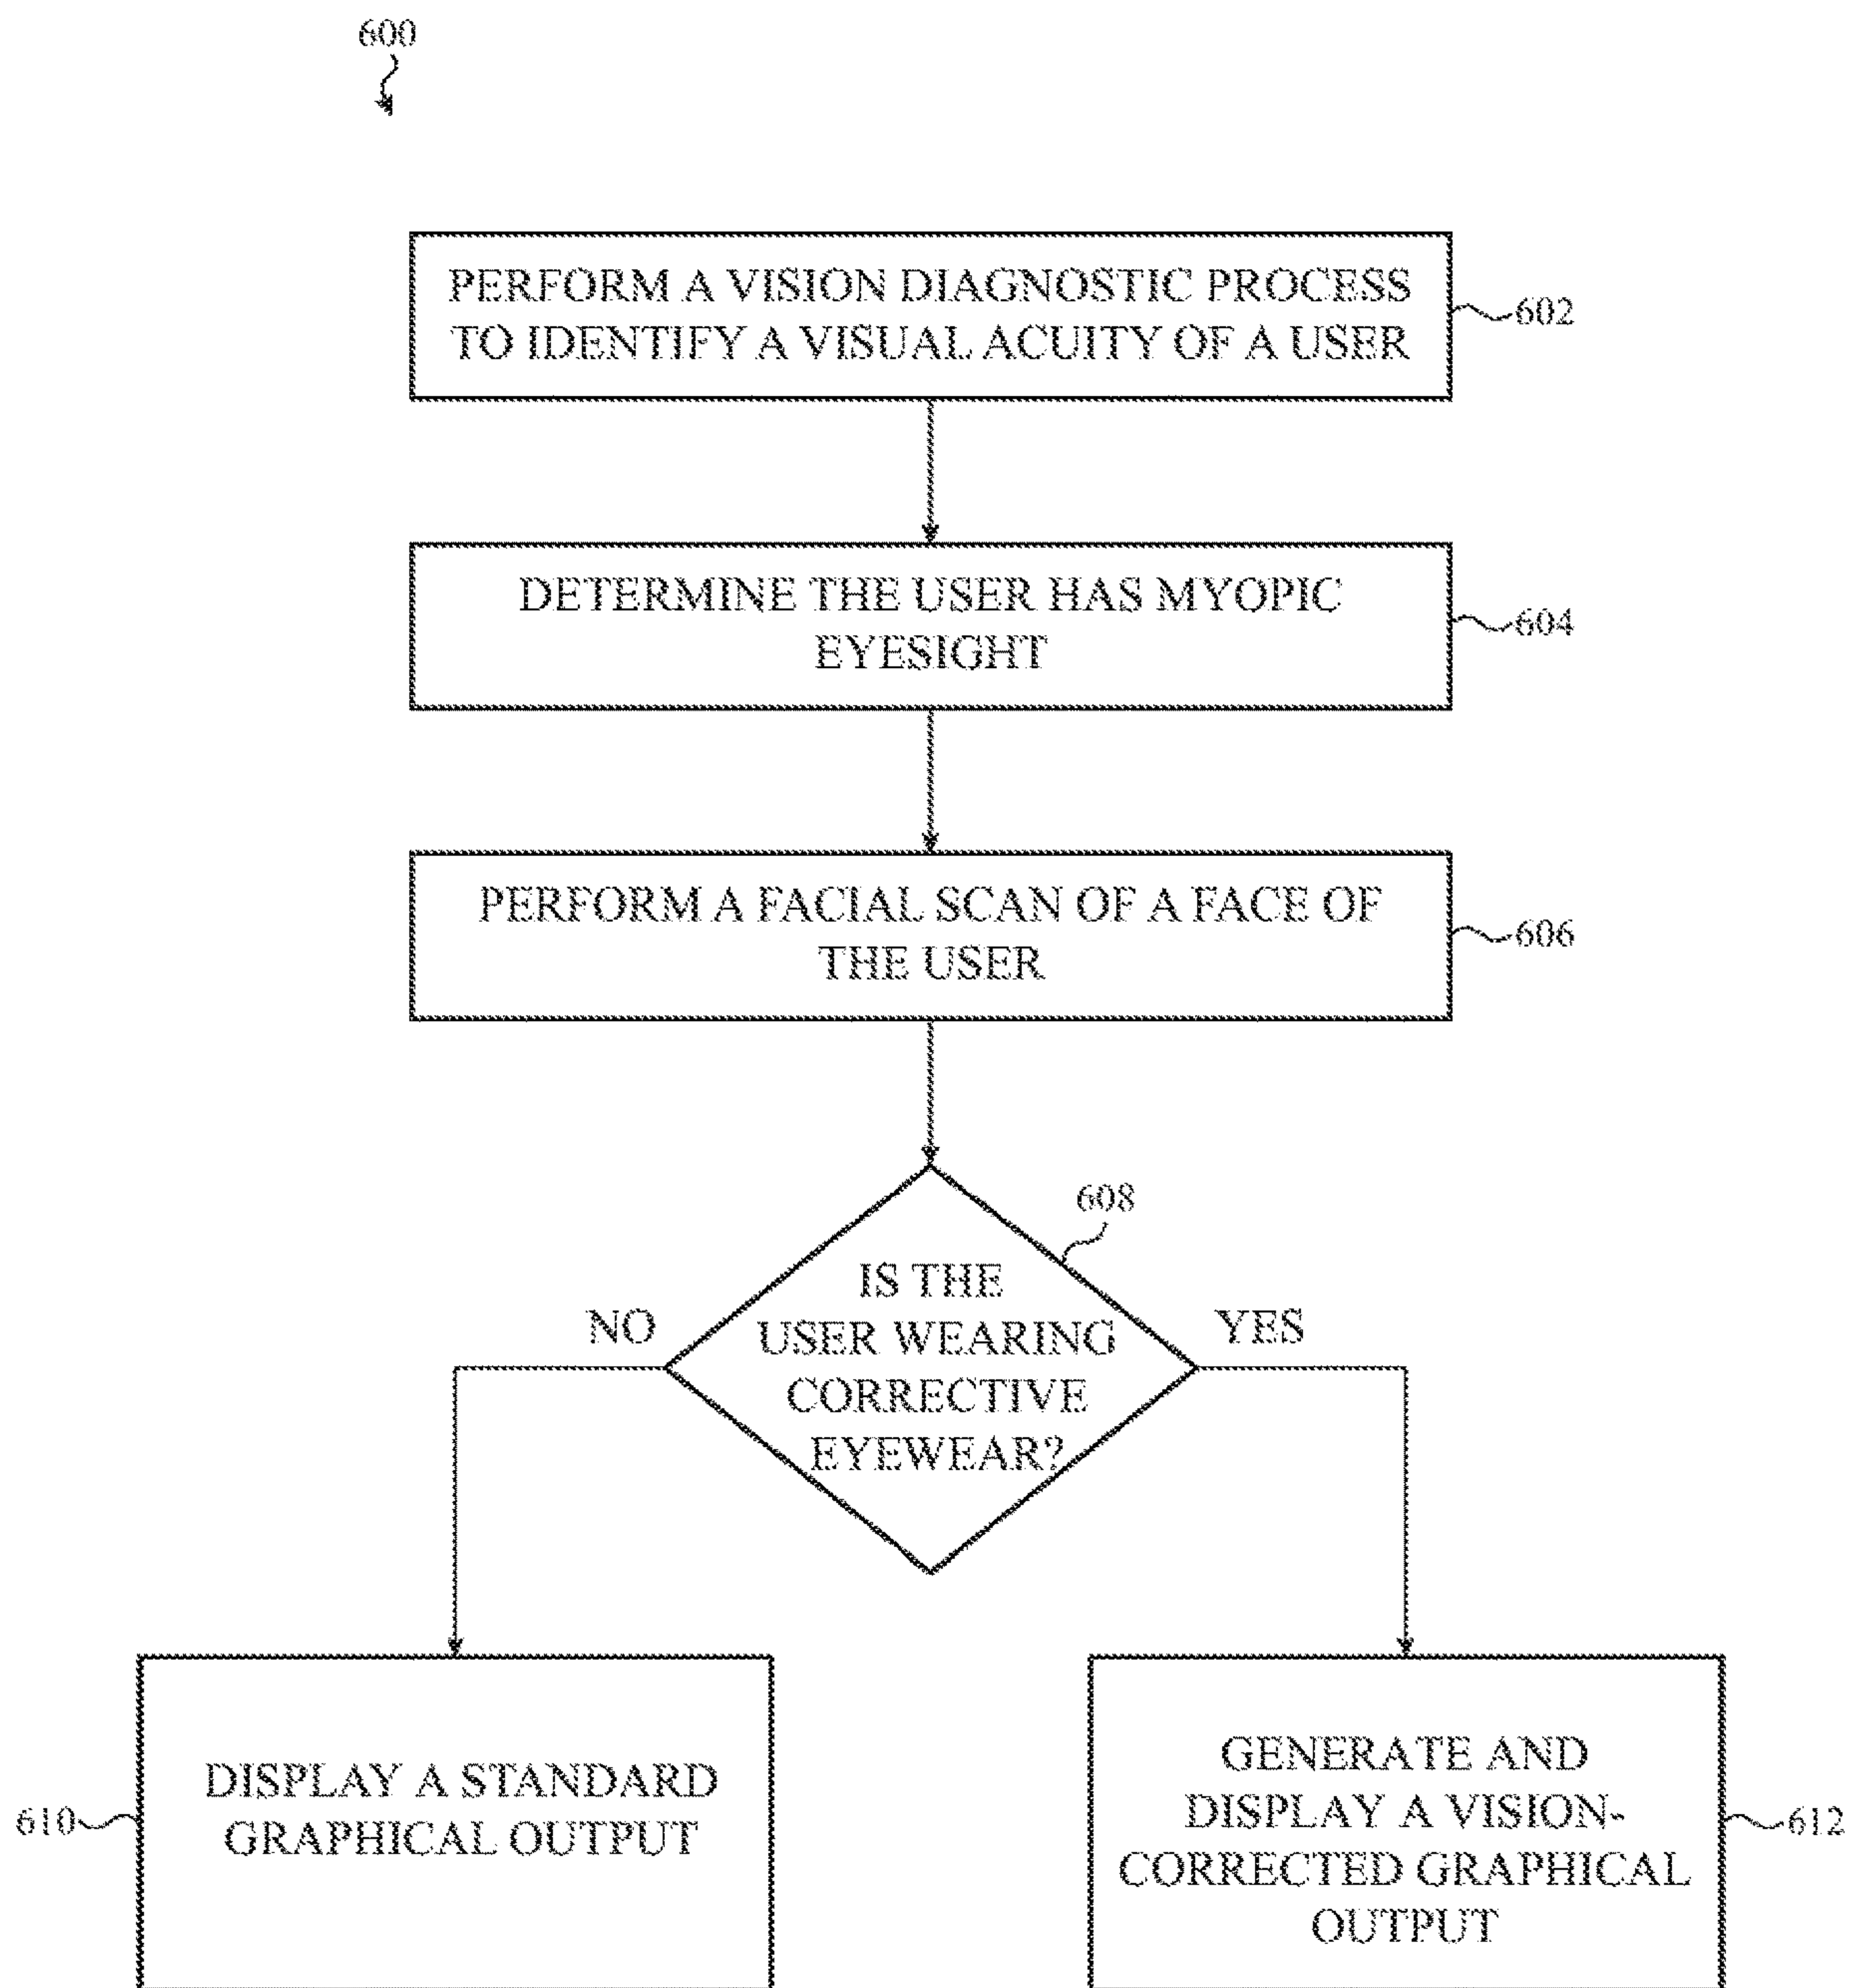 600
PERFORM A VISION DIAGNOSTIC PROCESS
TO IDENTIFY A VISUAL ACUITY OF A USER
602
DETERMINE THE USER HAS MYOPIC
EYESIGHT
604
PERFORM A FACIAL SCAN OF A FACE OF
THE USER
606
608
IS THE
USER WEARING
CORRECTIVE
EYEWEAR?
NO
YES
DISPLAY A STANDARD
GRAPHICAL OUTPUT
610
GENERATE AND
DISPLAY A VISION-
CORRECTED GRAPHICAL
OUTPUT
612